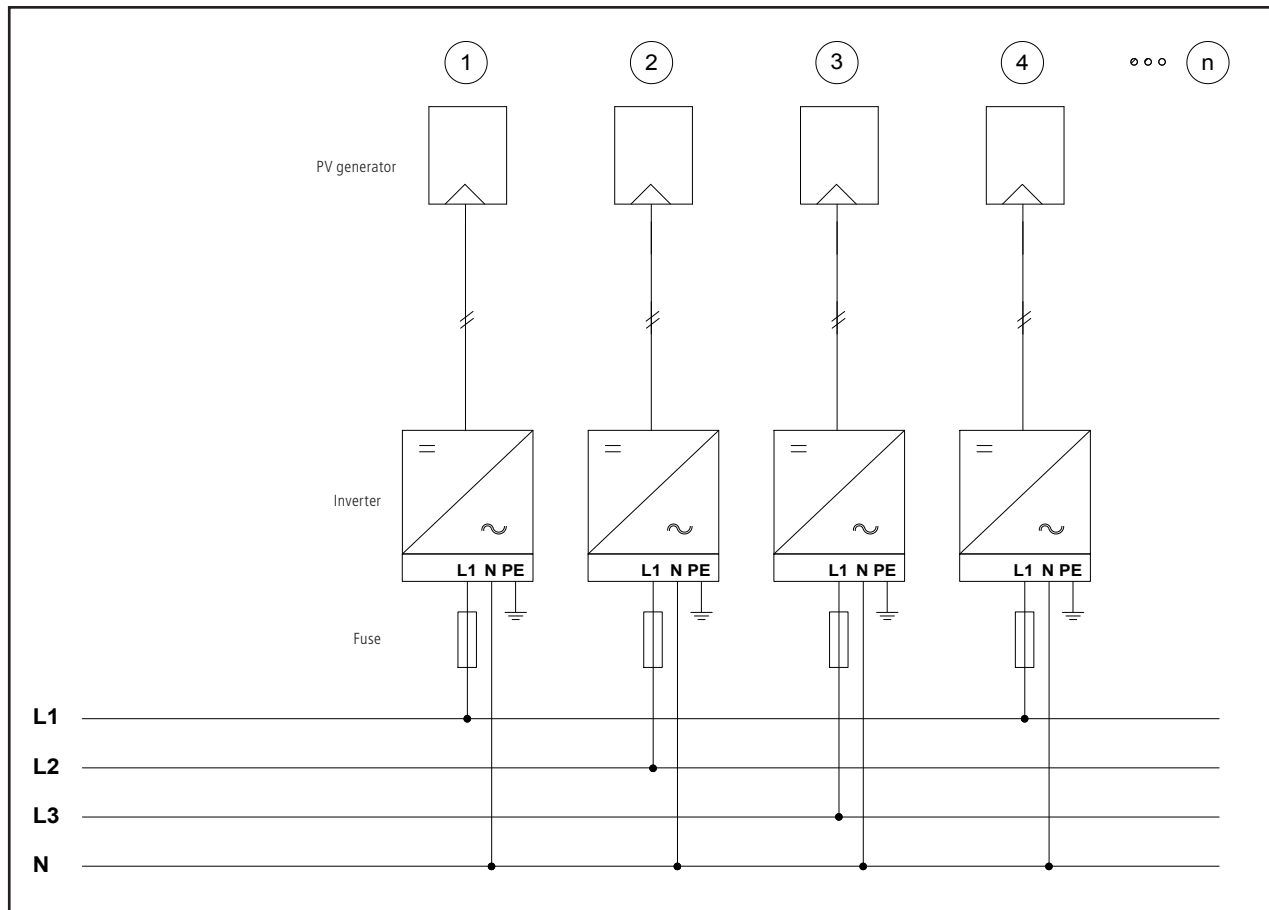 1 2 3 4 n
PV generator
Inverter
L1 N PE L1 N PE L1 N PE L1 N PE
Fuse
L1
L2
L3
N